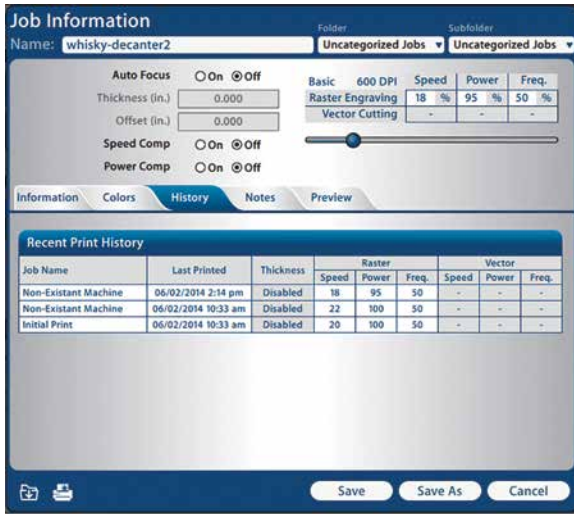 Job Information
Folder Subfolder
Name: whisky-decanter2 Uncategorized Jobs Uncategorized Jobs
Auto Focus On Off
Basic 600 DPI Speed Power Freq.
Thickness (in.) 0.000
Raster Engraving 18 % 95 % 50 %
Offset (in.) 0.000
Vector Cutting - - -
Speed Comp On Off
Power Comp On Off
Information Colors History Notes Preview
Recent Print History
Job Name Last Printed Thickness Raster Vector
Speed Power Freq. Speed Power Freq.
Non-Existant Machine 06/02/2014 2:14 pm Disabled 18 95 50 - - -
Non-Existant Machine 06/02/2014 10:33 am Disabled 22 100 50 - - -
Initial Print 06/02/2014 10:33 am Disabled 20 100 50 - - -
Save Save As Cancel